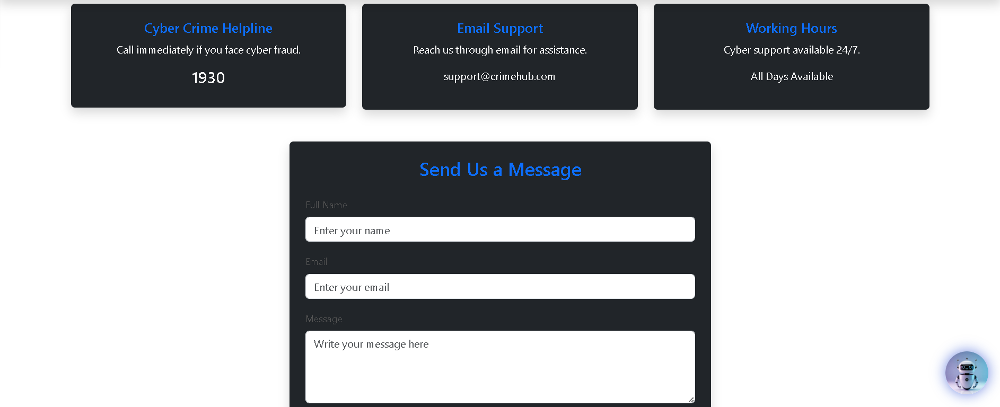 Cyber Crime Helpline
Call immediately if you face cyber fraud.
1930
Email Support
Reach us through email for assistance.
support@crimehub.com
Working Hours
Cyber support available 24/7.
All Days Available
Send Us a Message
Full Name
Enter your name
Email
Enter your email
Message
Write your message here